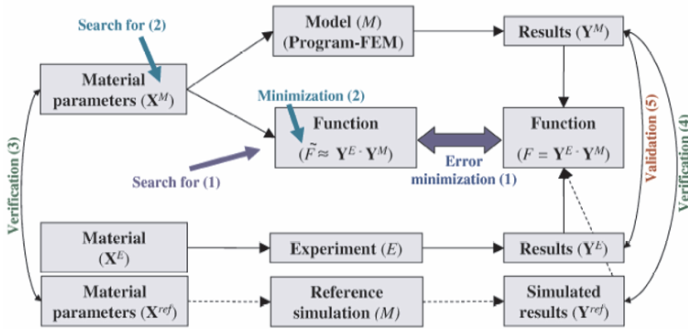 Search for (2)
Model (M)
(Program-FEM)
Results (Y^M)
Material
parameters (X^M)
Minimization (2)
Function
(F̃ ≈ Y^E - Y^M)
Function
(F = Y^E - Y^M)
Search for (1)
Error
minimization (1)
Verification (3)
Validation (5)
Verification (4)
Material
(X^E)
Experiment (E)
Results (Y^E)
Material
parameters (X^ref)
Reference
simulation (M)
Simulated
results (Y^ref)